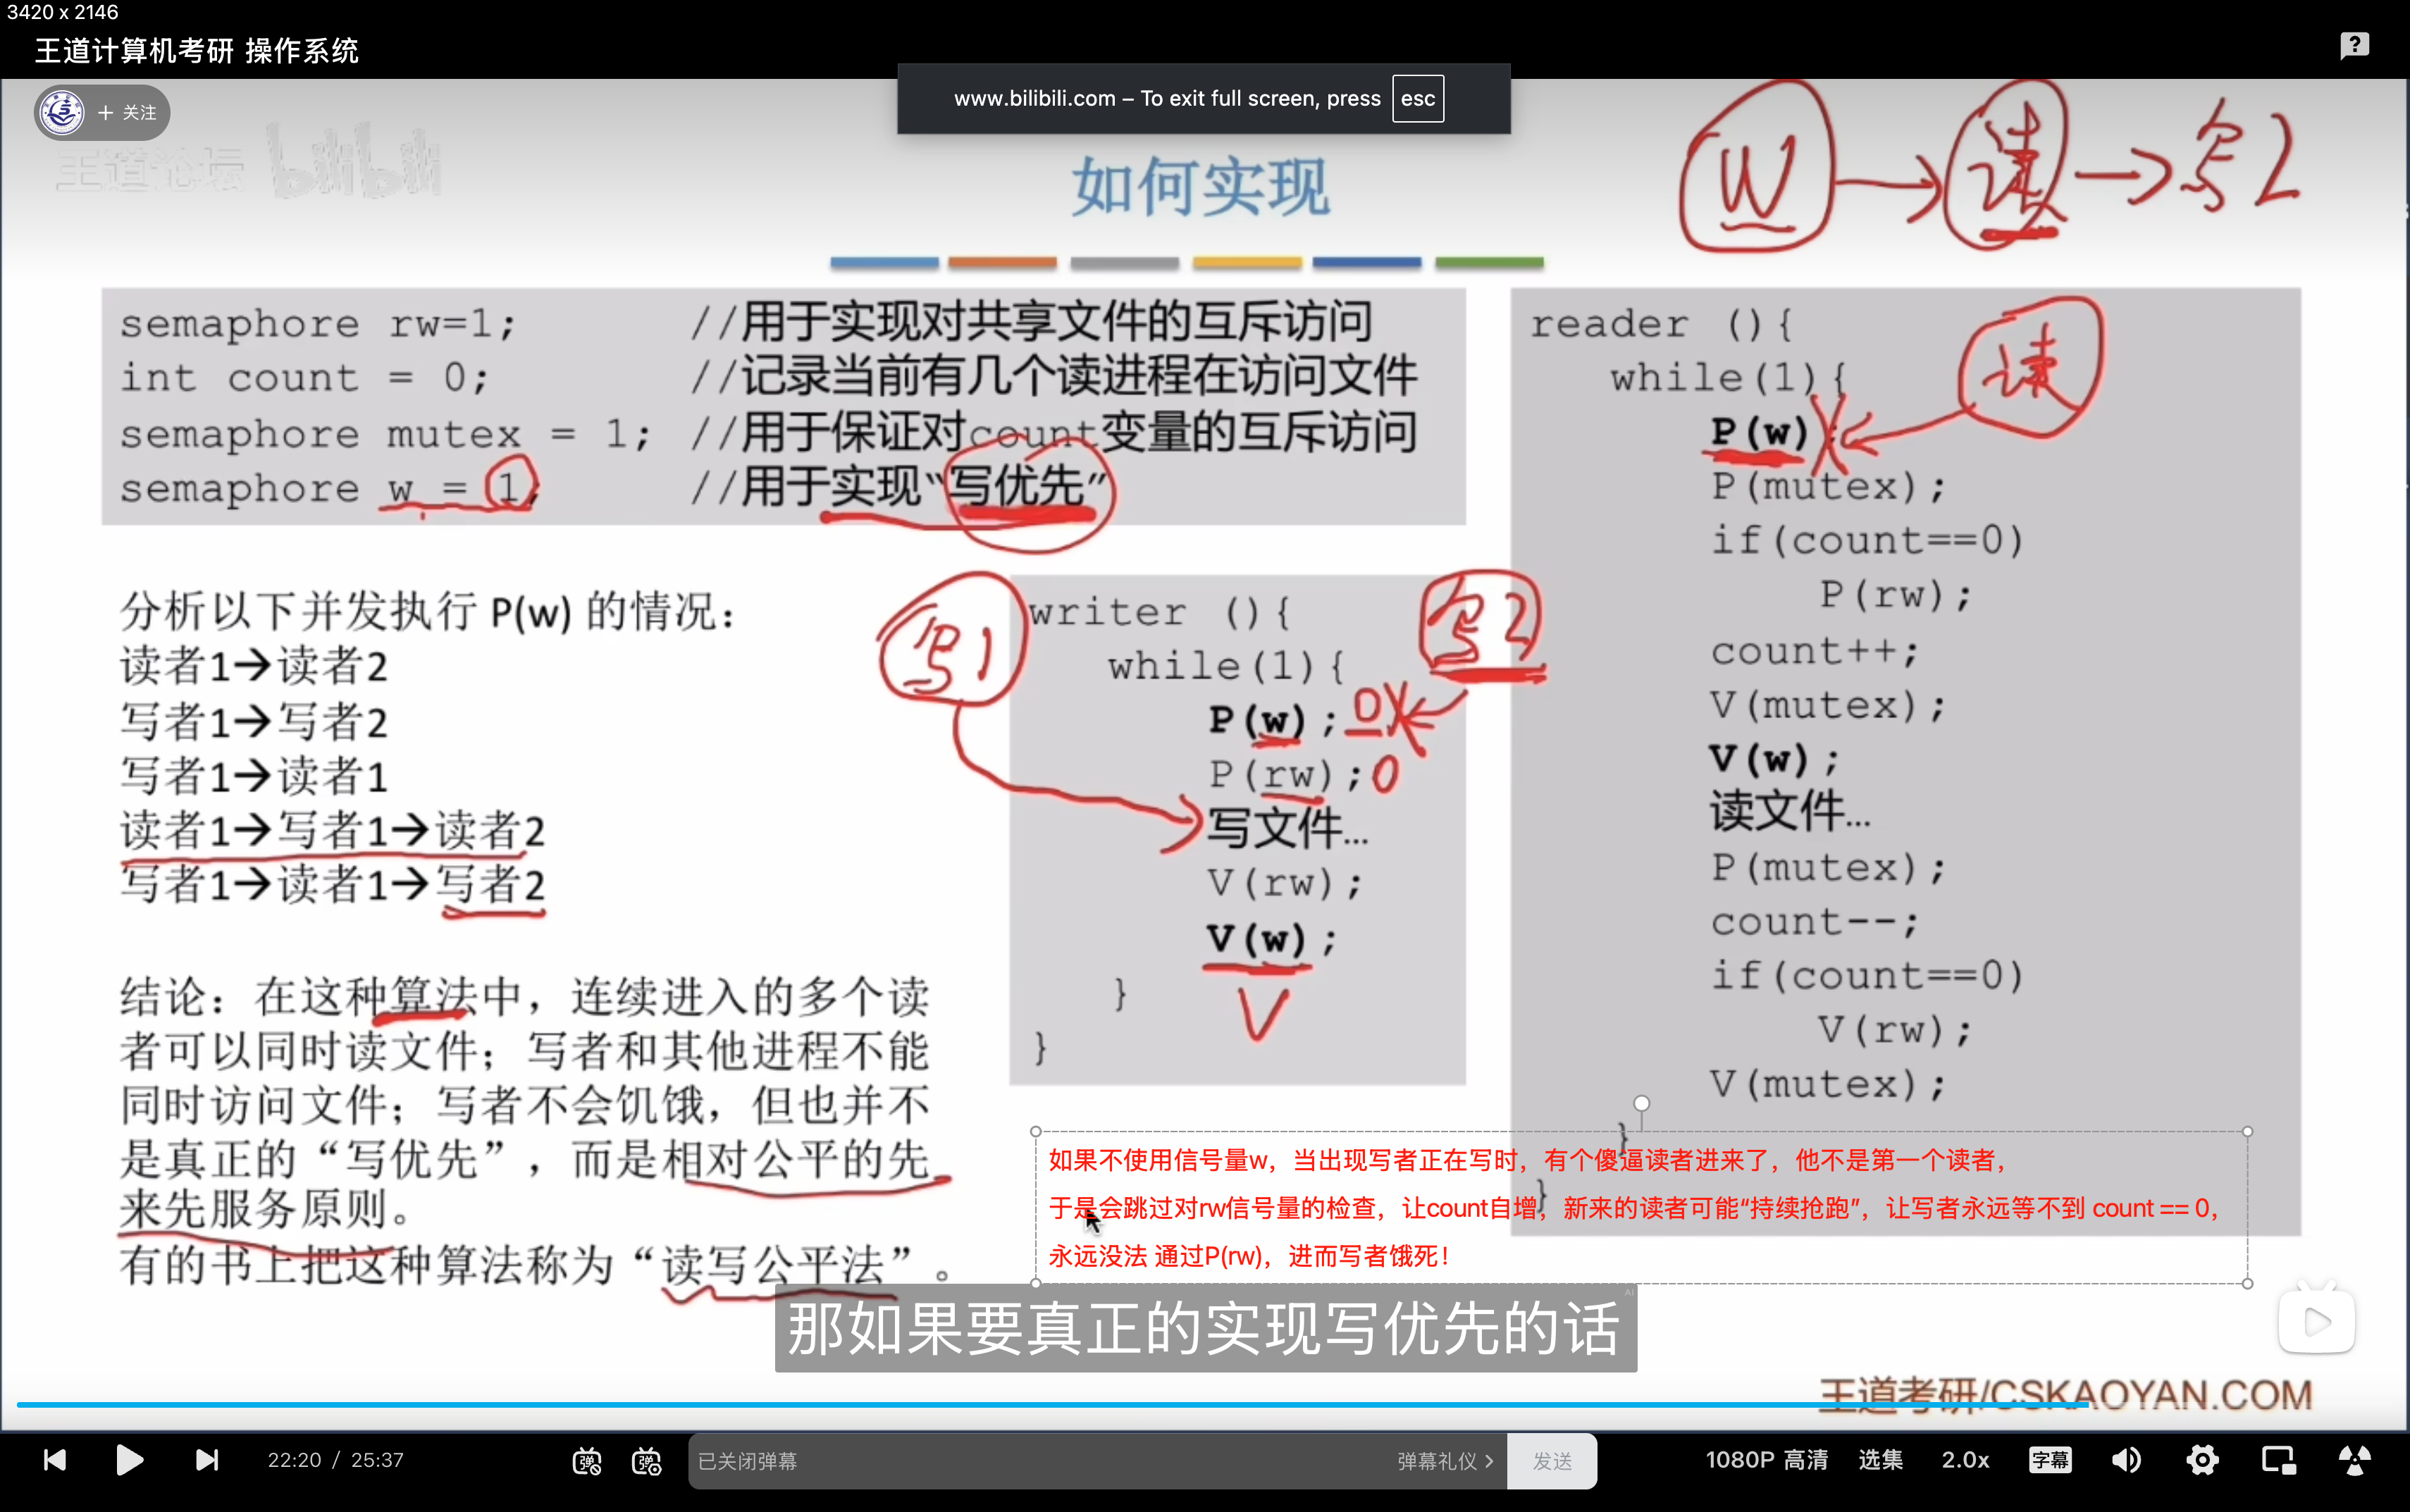 3420 x 2146
王道计算机考研 操作系统
www.bilibili.com – To exit full screen, press esc
+ 关注
王道论坛 bilibili
如何实现
W → 读 → 写2
semaphore rw=1; //用于实现对共享文件的互斥访问
int count = 0; //记录当前有几个读进程在访问文件
semaphore mutex = 1; //用于保证对count变量的互斥访问
semaphore w = 1; //用于实现“写优先”
分析以下并发执行 P(w) 的情况：
读者1→读者2
写者1→写者2
写者1→读者1
读者1→写者1→读者2
写者1→读者1→写者2
结论：在这种算法中，连续进入的多个读
者可以同时读文件；写者和其他进程不能
同时访问文件；写者不会饥饿，但也并不
是真正的“写优先”，而是相对公平的先
来先服务原则。
有的书上把这种算法称为“读写公平法”。
写1
写2
writer (){
while(1){
P(w); 0
P(rw); 0
写文件…
V(rw);
V(w);
V
}
}
reader (){
while(1){
读
P(w);
P(mutex);
if(count==0)
P(rw);
count++;
V(mutex);
V(w);
读文件…
P(mutex);
count--;
if(count==0)
V(rw);
V(mutex);
}
}
如果不使用信号量w，当出现写者正在写时，有个傻逼读者进来了，他不是第一个读者，
于是会跳过对rw信号量的检查，让count自增，新来的读者可能“持续抢跑”，让写者永远等不到 count == 0，
永远没法 通过P(rw)，进而写者饿死！
AI
那如果要真正的实现写优先的话
王道考研/CSKAOYAN.COM
22:20 / 25:37
弹
弹
已关闭弹幕
弹幕礼仪 >
发送
1080P 高清
选集
2.0x
字幕